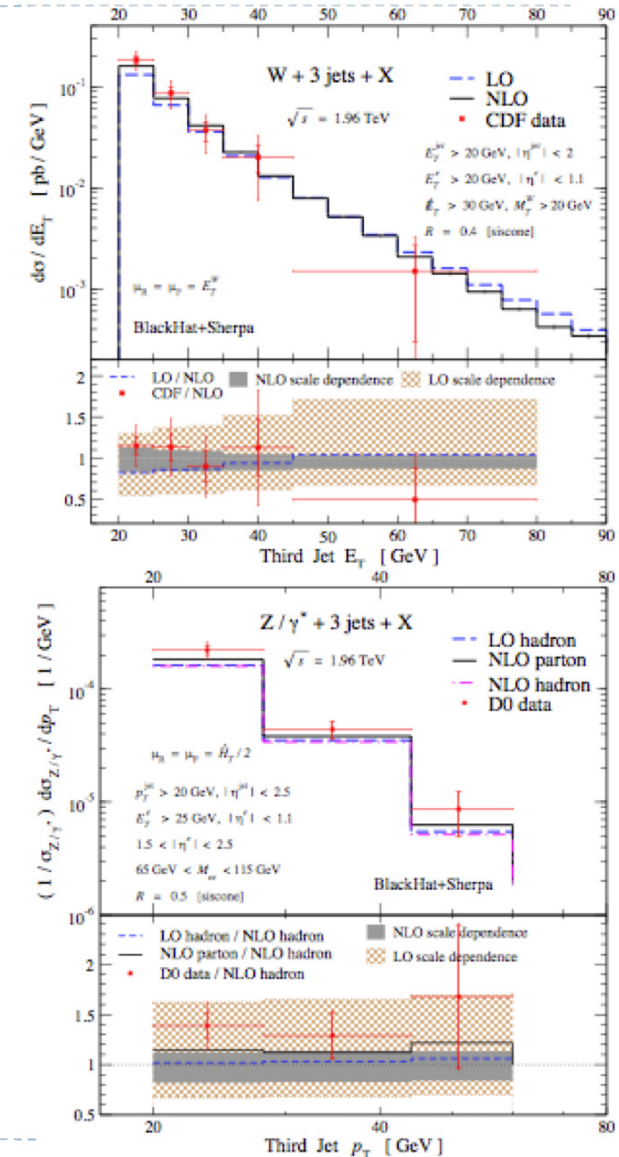 20 30 40 50 60 70 80 90
W + 3 jets + X
√s = 1.96 TeV
LO
NLO
CDF data
E_T^jet > 20 GeV, | η^jet | < 2
E_T^e > 20 GeV, | η^e | < 1.1
E̸_T > 30 GeV, M_T^W > 20 GeV
R = 0.4 [siscone]
μ_R = μ_F = E_T^W
BlackHat+Sherpa
dσ / dE_T [ pb / GeV ]
10^-1
10^-2
10^-3
LO / NLO
CDF / NLO
NLO scale dependence
LO scale dependence
2
1.5
1
0.5
20 30 40 50 60 70 80 90
Third Jet E_T [ GeV ]
20 40 80
Z / γ* + 3 jets + X
√s = 1.96 TeV
LO hadron
NLO parton
NLO hadron
D0 data
μ_R = μ_F = Ĥ_T / 2
p_T^jet > 20 GeV, | η^jet | < 2.5
E_T^e > 25 GeV, | η^e | < 1.1
1.5 < | η^e | < 2.5
65 GeV < M_ee < 115 GeV
R = 0.5 [siscone]
BlackHat+Sherpa
( 1 / σ_Z/γ* ) dσ_Z/γ* / dp_T [ 1 / GeV ]
10^-4
10^-5
10^-6
LO hadron / NLO hadron
NLO parton / NLO hadron
D0 data / NLO hadron
NLO scale dependence
LO scale dependence
2
1.5
1
0.5
20 40 80
Third Jet p_T [ GeV ]